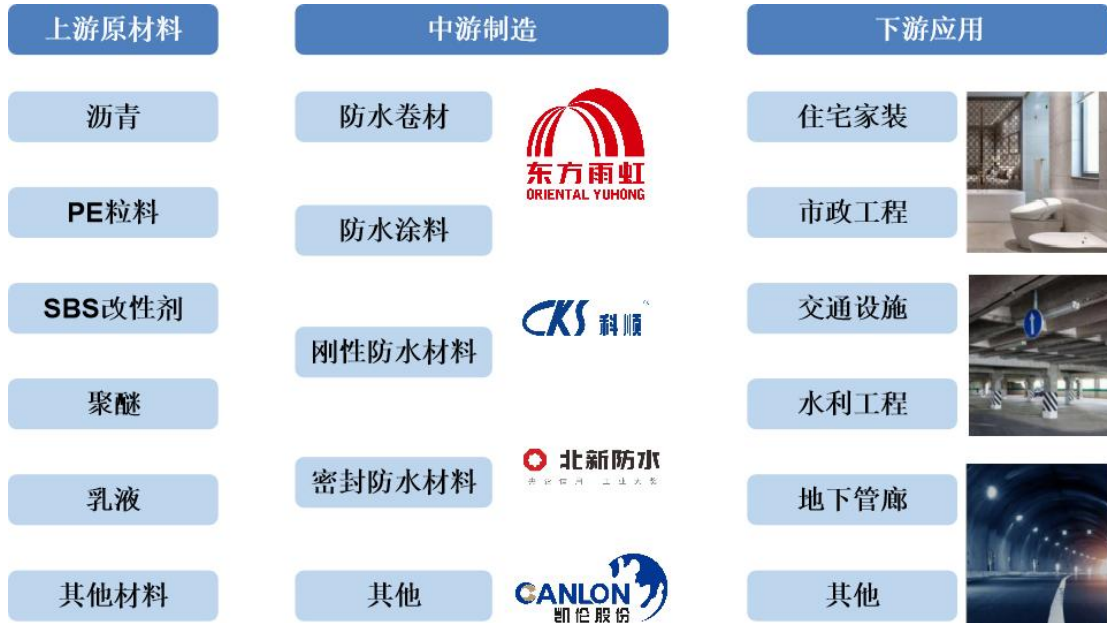 上游原材料
中游制造
下游应用
沥青
PE粒料
SBS改性剂
聚醚
乳液
其他材料
防水卷材
防水涂料
刚性防水材料
密封防水材料
其他
东方雨虹
ORIENTAL YUHONG
CKS 科顺
北新防水
CANLON
凯伦股份
住宅家装
市政工程
交通设施
水利工程
地下管廊
其他